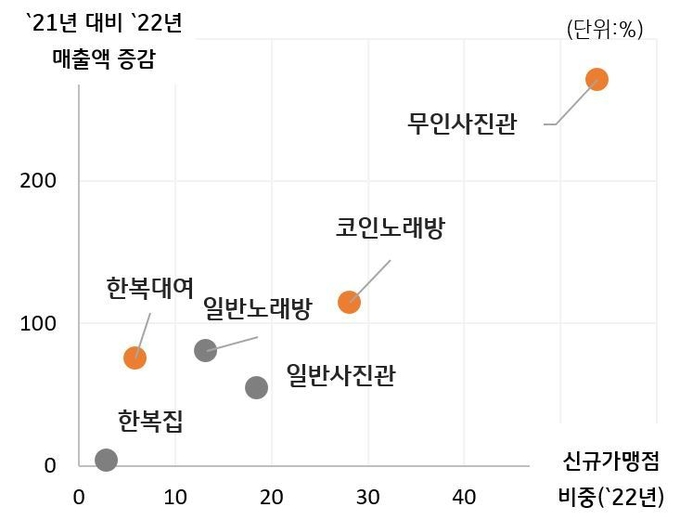 `21년 대비 `22년
매출액 증감
(단위:%)
무인사진관
200
코인노래방
한복대여
일반노래방
100
일반사진관
한복집
0
신규가맹점
비중(`22년)
0 10 20 30 40